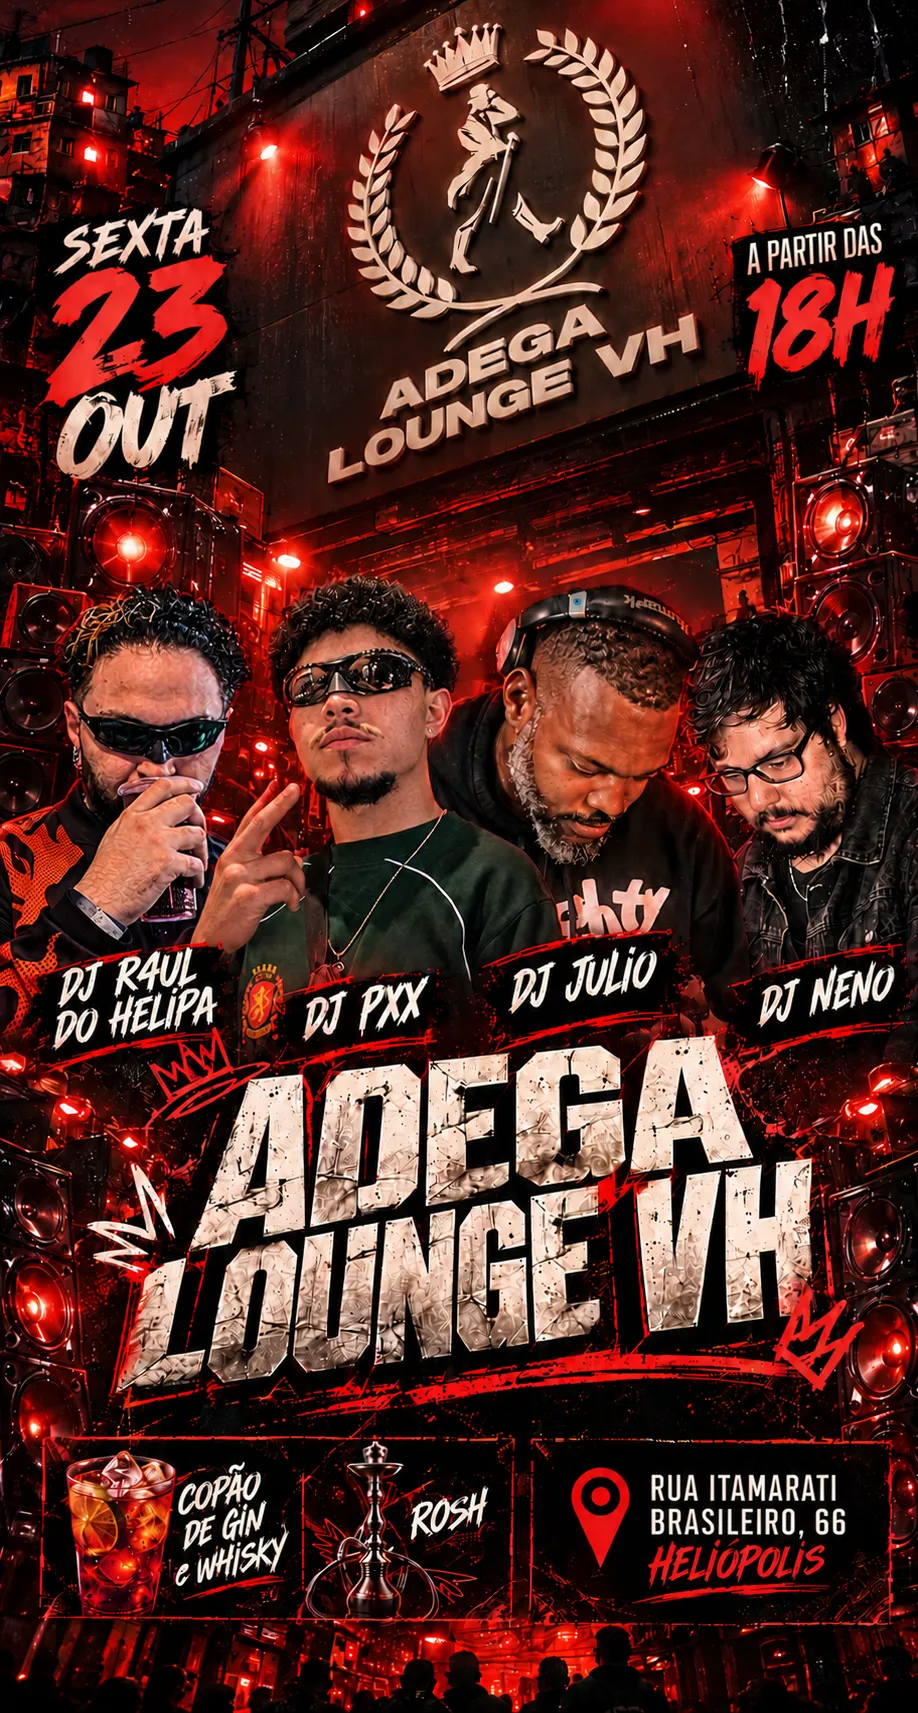 SEXTA
23
OUT
A PARTIR DAS
18H
ADEGA
LOUNGE VH
DJ R4UL
DO HELIPA
DJ PXX
DJ JULIO
DJ NENO
ADEGA
LOUNGE VH
COPÃO
DE GIN
e WHISKY
ROSH
RUA ITAMARATI
BRASILEIRO, 66
HELIÓPOLIS